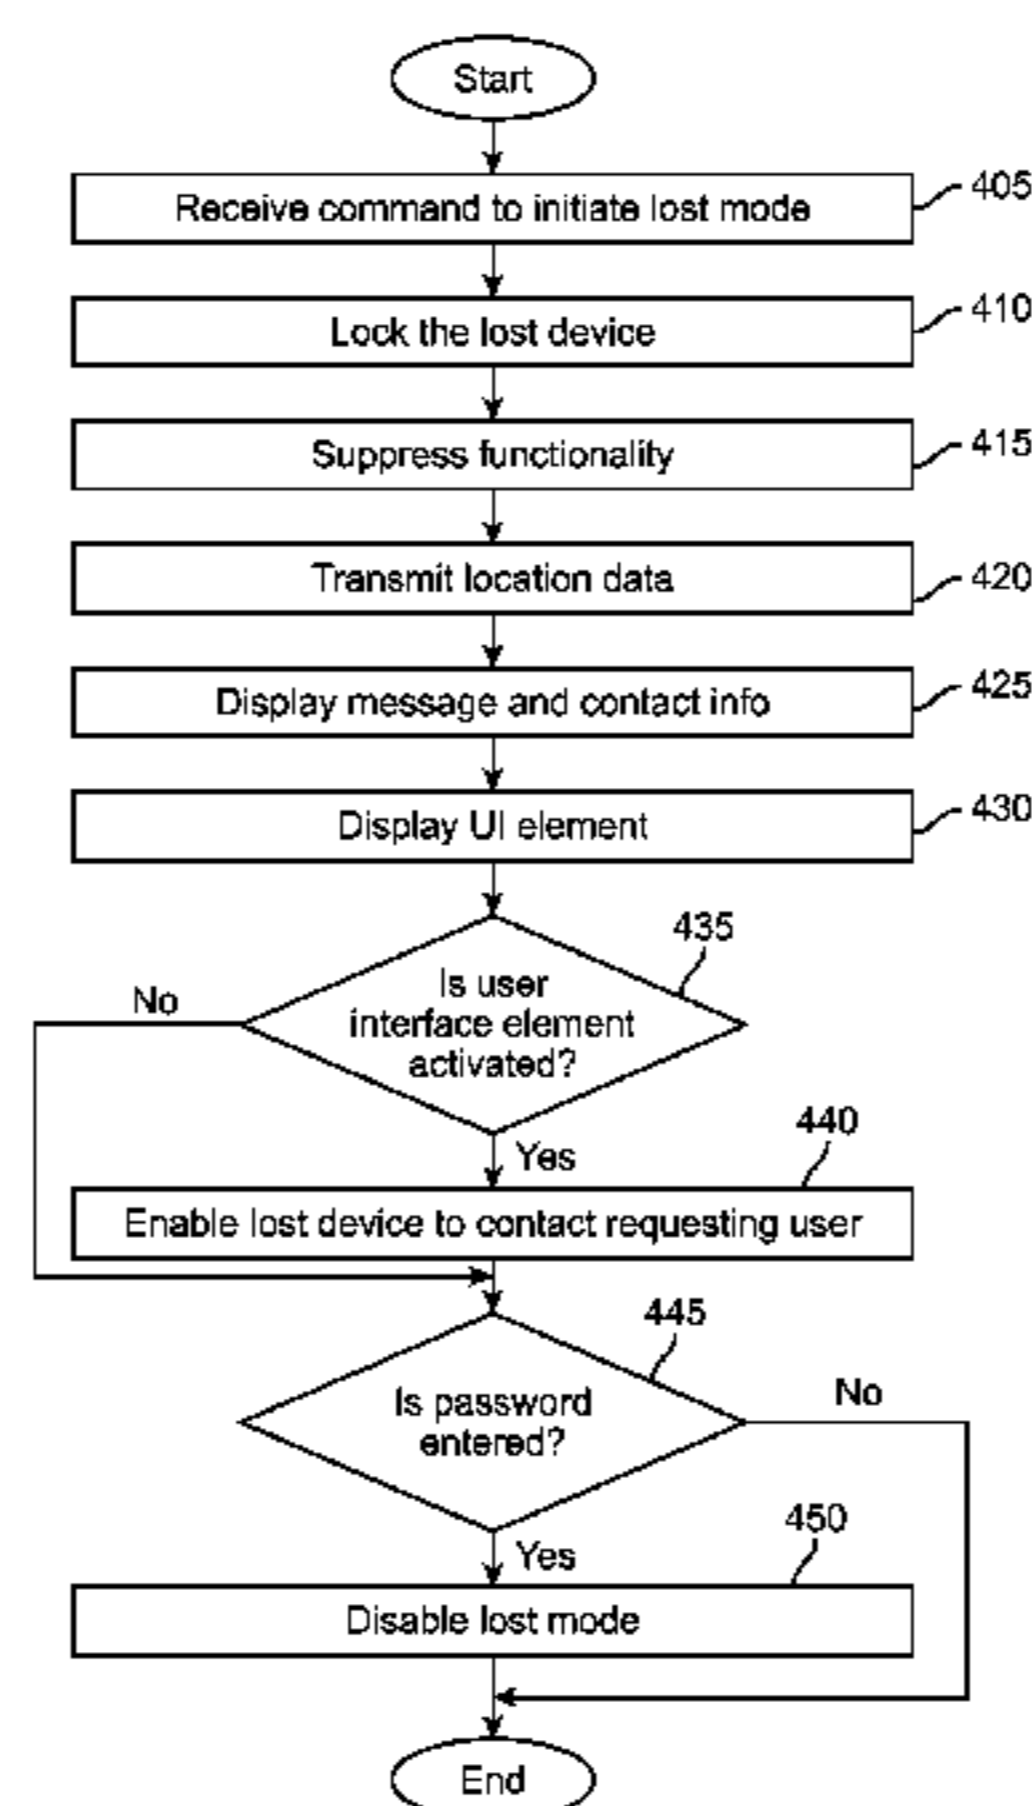 Start
Receive command to initiate lost mode
405
Lock the lost device
410
Suppress functionality
415
Transmit location data
420
Display message and contact info
425
Display UI element
430
435
Is user
interface element
activated?
No
Yes
440
Enable lost device to contact requesting user
445
Is password
entered?
No
Yes
450
Disable lost mode
End